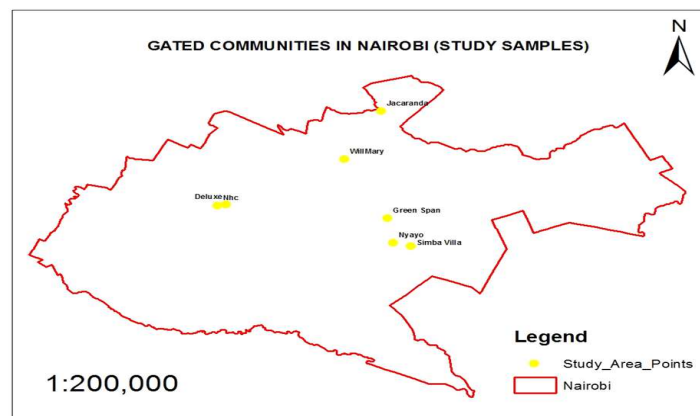 GATED COMMUNITIES IN NAIROBI (STUDY SAMPLES)
N
Jacaranda
WillMary
Deluxe Nhc
Green Span
Nyayo
Simba Villa
Legend
Study_Area_Points
Nairobi
1:200,000